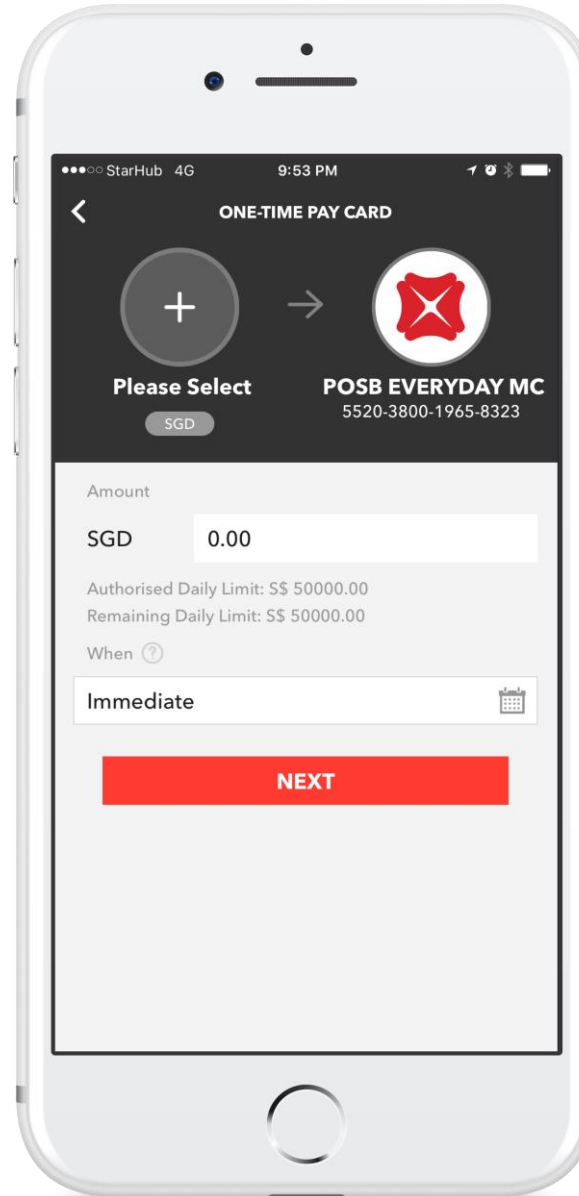 StarHub 4G 9:53 PM
ONE-TIME PAY CARD
Please Select
SGD
POSB EVERYDAY MC
5520-3800-1965-8323
Amount
SGD 0.00
Authorised Daily Limit: S$ 50000.00
Remaining Daily Limit: S$ 50000.00
When ?
Immediate
NEXT